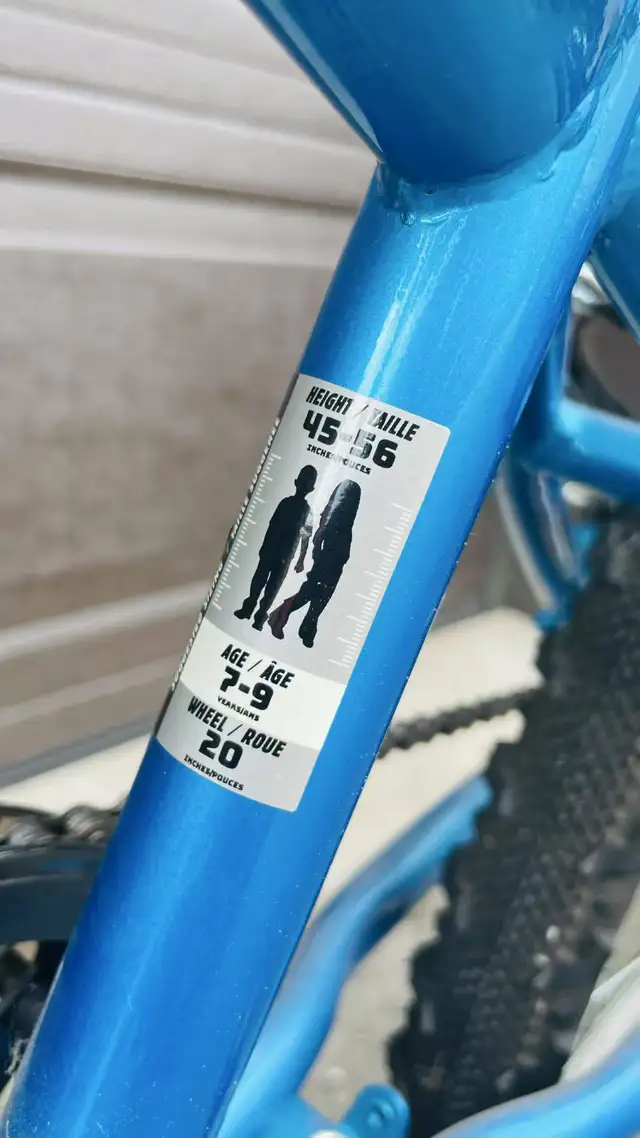 HEIGHT / TAILLE
45-56
INCHES/POUCES
AGE / ÂGE
7-9
YEARS/ANS
WHEEL / ROUE
20
INCHES/POUCES